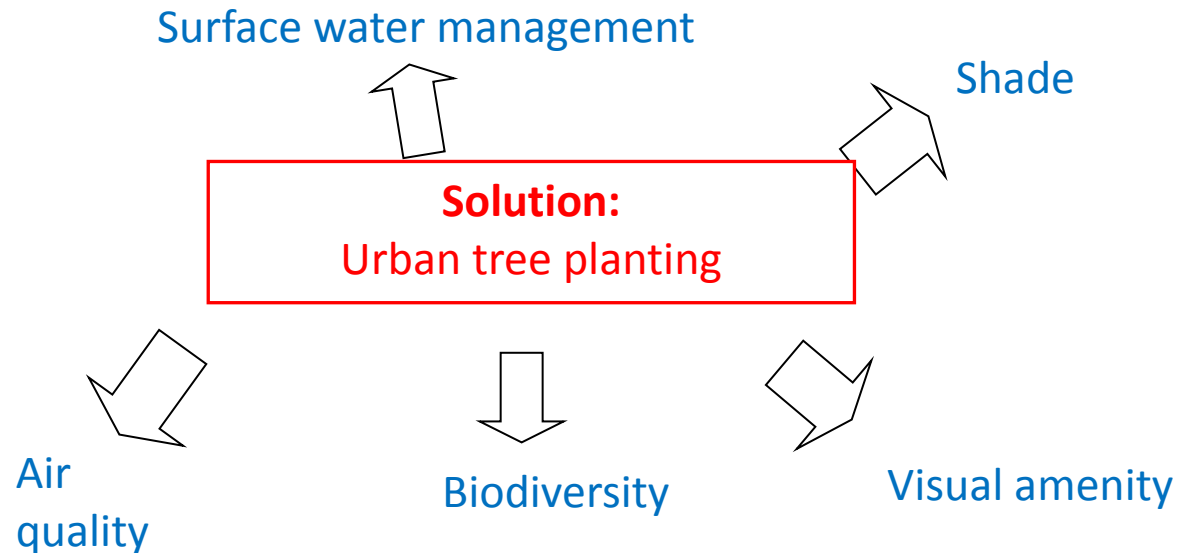 Surface water management
Shade
Solution:
Urban tree planting
Air
quality
Biodiversity
Visual amenity